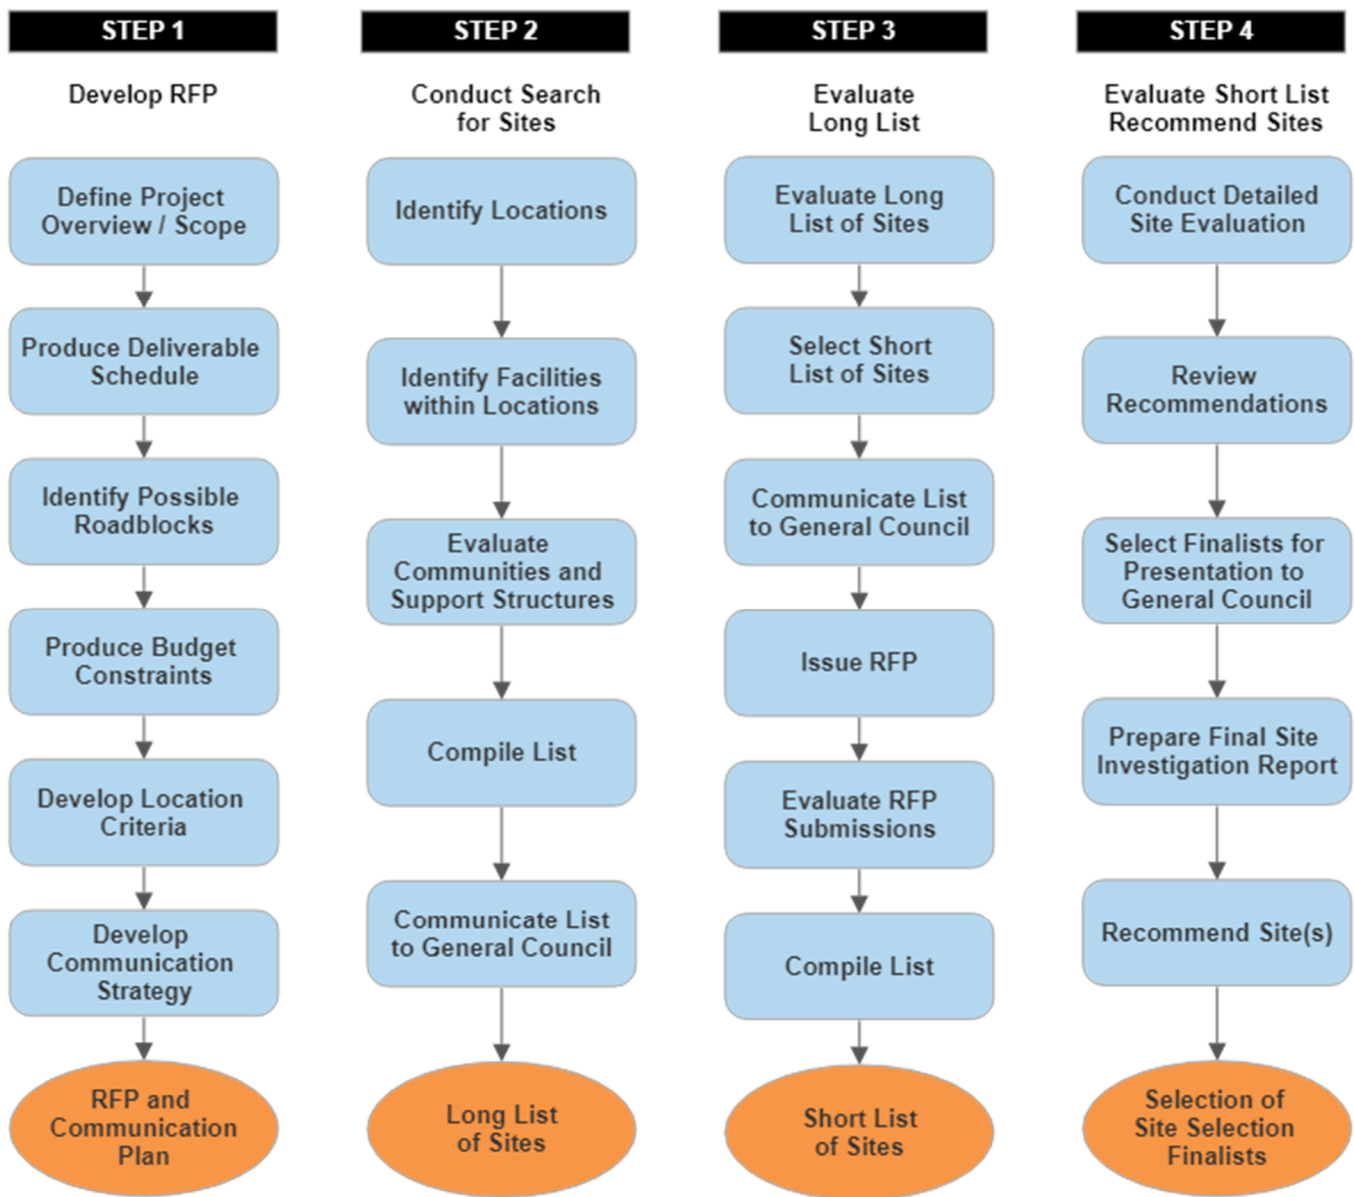 STEP 1
Develop RFP
Define Project
Overview / Scope
Produce Deliverable
Schedule
Identify Possible
Roadblocks
Produce Budget
Constraints
Develop Location
Criteria
Develop
Communication
Strategy
RFP and
Communication
Plan
STEP 2
Conduct Search
for Sites
Identify Locations
Identify Facilities
within Locations
Evaluate
Communities and
Support Structures
Compile List
Communicate List
to General Council
Long List
of Sites
STEP 3
Evaluate
Long List
Evaluate Long
List of Sites
Select Short
List of Sites
Communicate List
to General Council
Issue RFP
Evaluate RFP
Submissions
Compile List
Short List
of Sites
STEP 4
Evaluate Short List
Recommend Sites
Conduct Detailed
Site Evaluation
Review
Recommendations
Select Finalists for
Presentation to
General Council
Prepare Final Site
Investigation Report
Recommend Site(s)
Selection of
Site Selection
Finalists